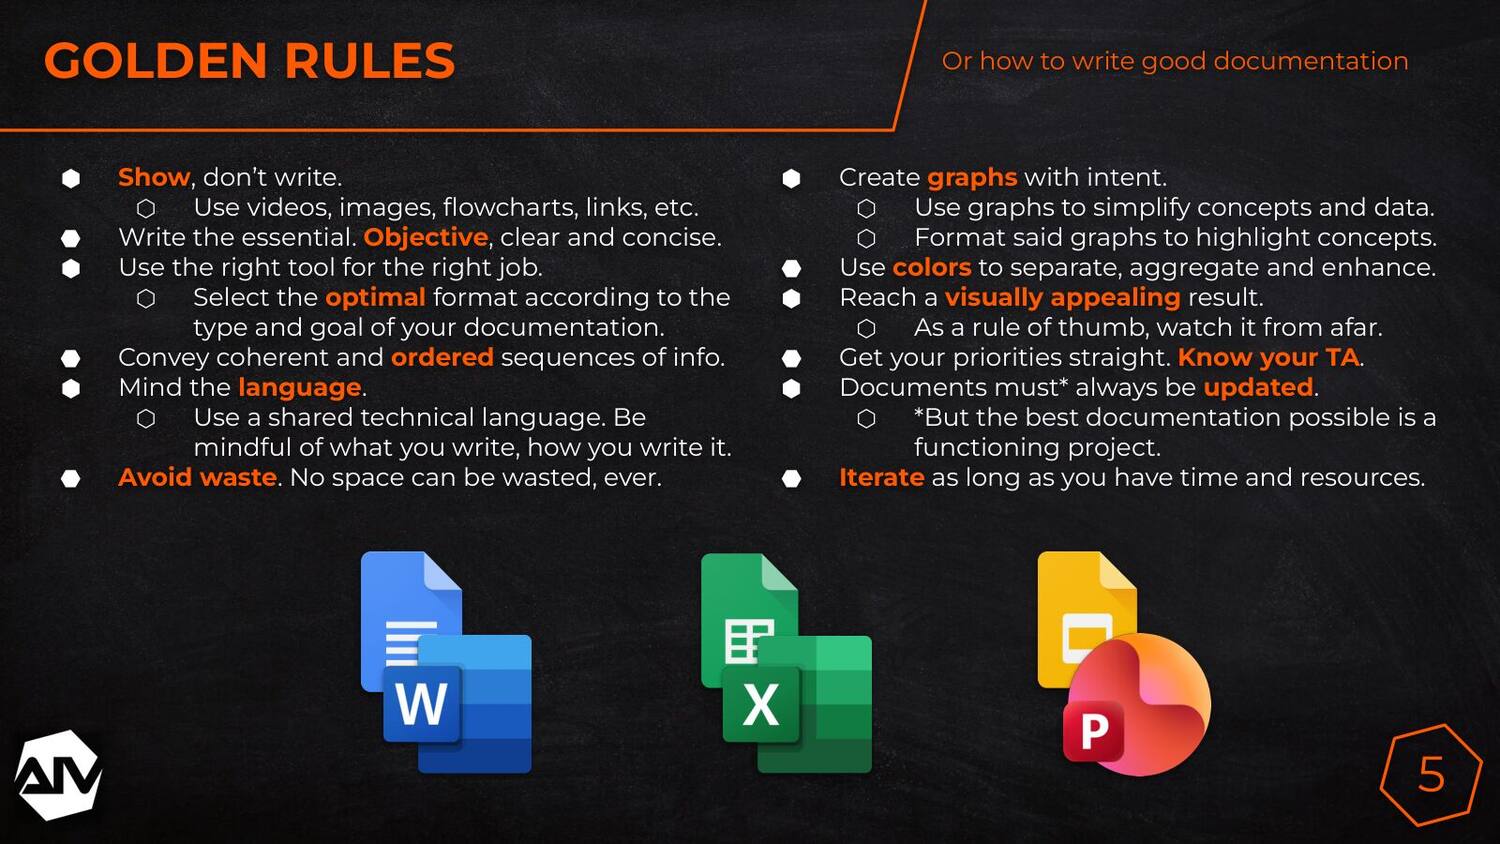 GOLDEN RULES
Or how to write good documentation
Show, don’t write.
Use videos, images, flowcharts, links, etc.
Write the essential. Objective, clear and concise.
Use the right tool for the right job.
Select the optimal format according to the
type and goal of your documentation.
Convey coherent and ordered sequences of info.
Mind the language.
Use a shared technical language. Be
mindful of what you write, how you write it.
Avoid waste. No space can be wasted, ever.
Create graphs with intent.
Use graphs to simplify concepts and data.
Format said graphs to highlight concepts.
Use colors to separate, aggregate and enhance.
Reach a visually appealing result.
As a rule of thumb, watch it from afar.
Get your priorities straight. Know your TA.
Documents must* always be updated.
*But the best documentation possible is a
functioning project.
Iterate as long as you have time and resources.
W
X
P
AIV
5